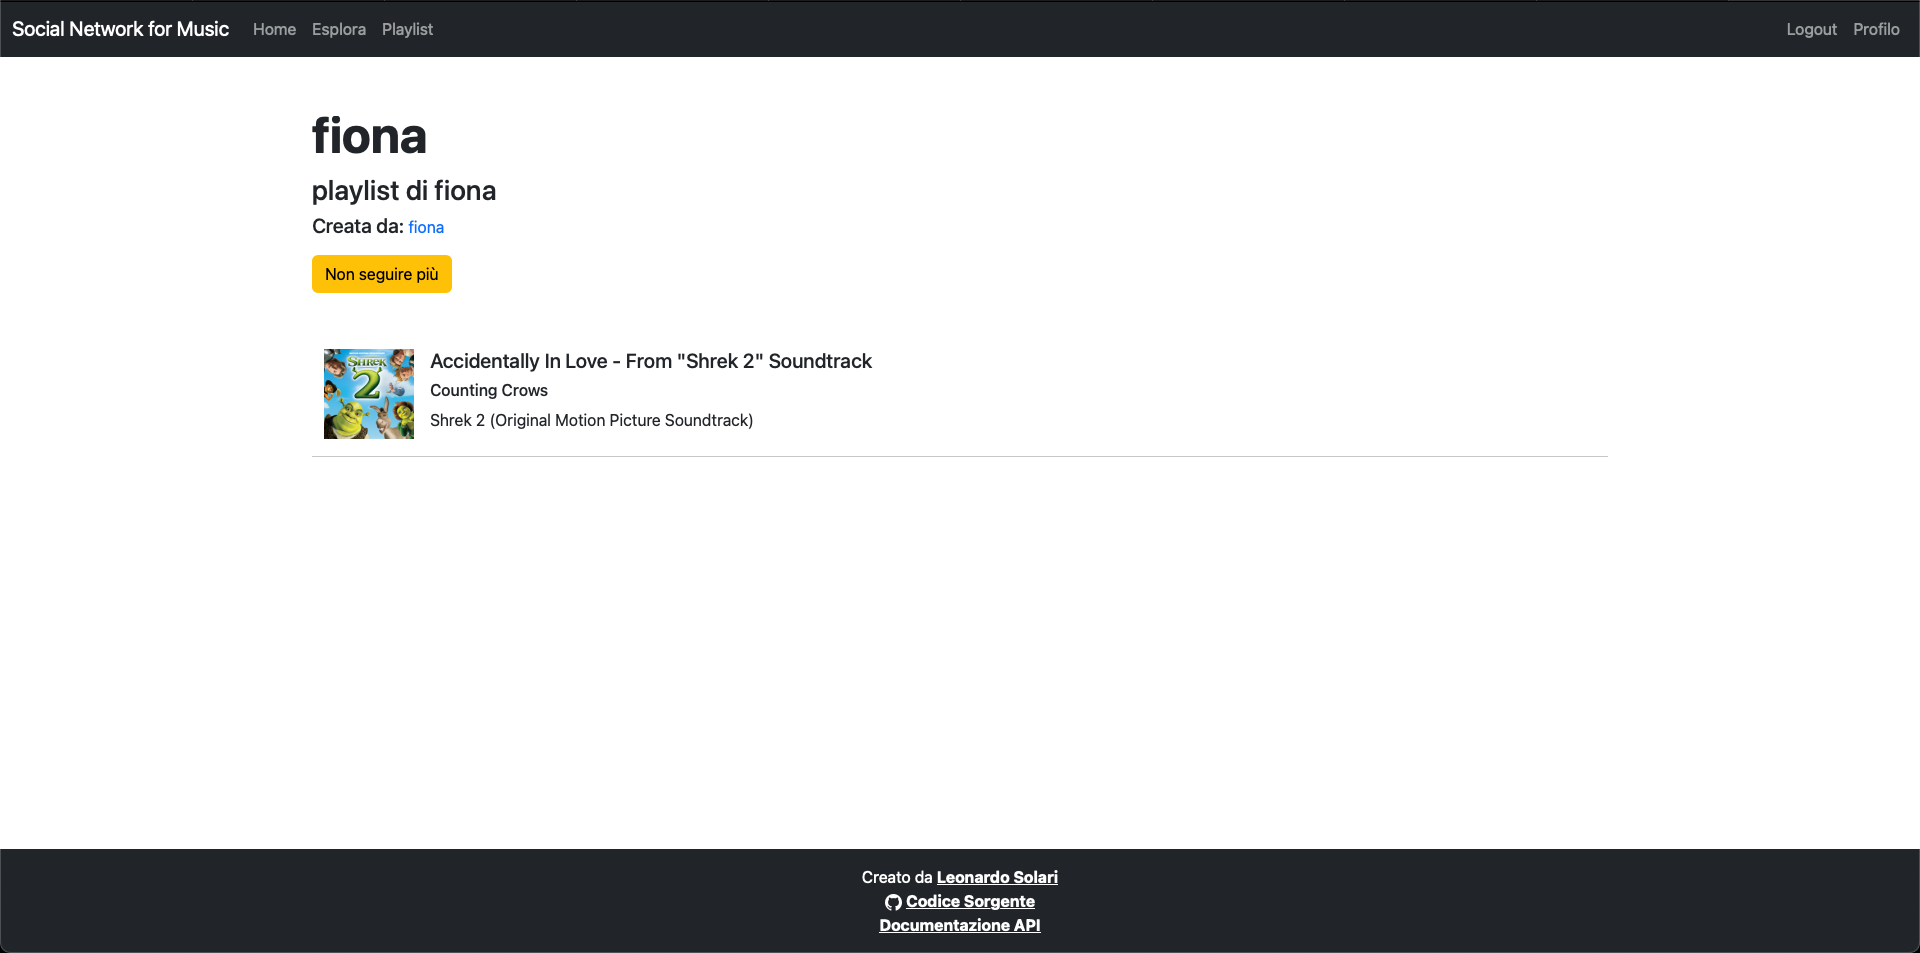 Social Network for Music Home Esplora Playlist Logout Profilo
fiona
playlist di fiona
Creata da: fiona
Non seguire più
SHREK
2
Accidentally In Love - From "Shrek 2" Soundtrack
Counting Crows
Shrek 2 (Original Motion Picture Soundtrack)
Creato da Leonardo Solari
Codice Sorgente
Documentazione API